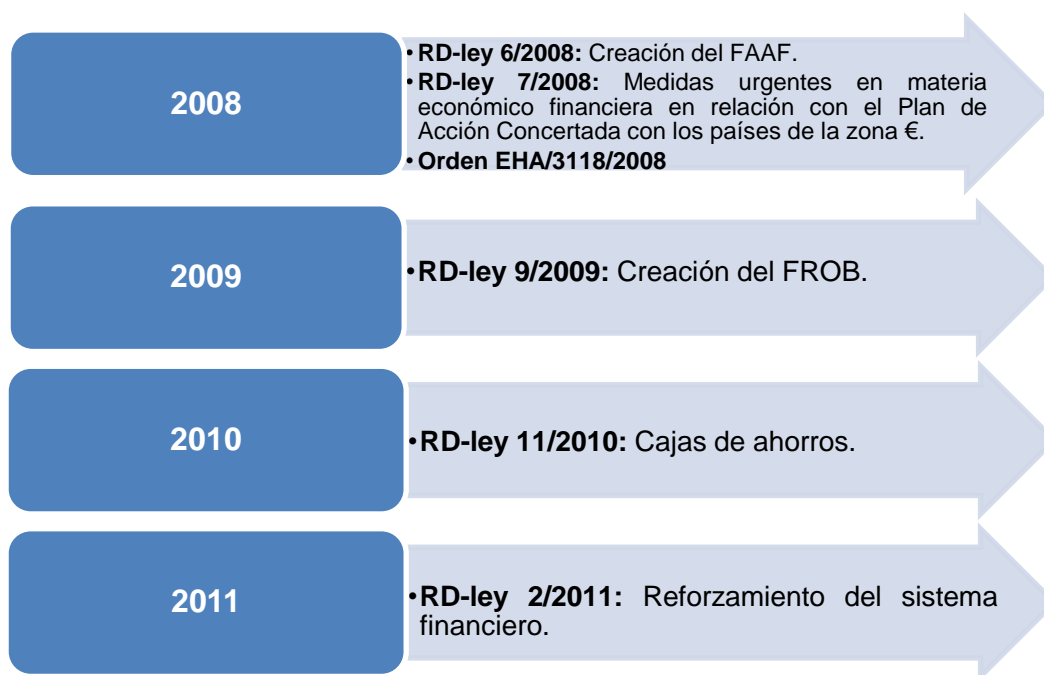 2008
• RD-ley 6/2008: Creación del FAAF.
• RD-ley 7/2008: Medidas urgentes en materia
económico financiera en relación con el Plan de
Acción Concertada con los países de la zona €.
• Orden EHA/3118/2008
2009
• RD-ley 9/2009: Creación del FROB.
2010
• RD-ley 11/2010: Cajas de ahorros.
2011
• RD-ley 2/2011: Reforzamiento del sistema
financiero.